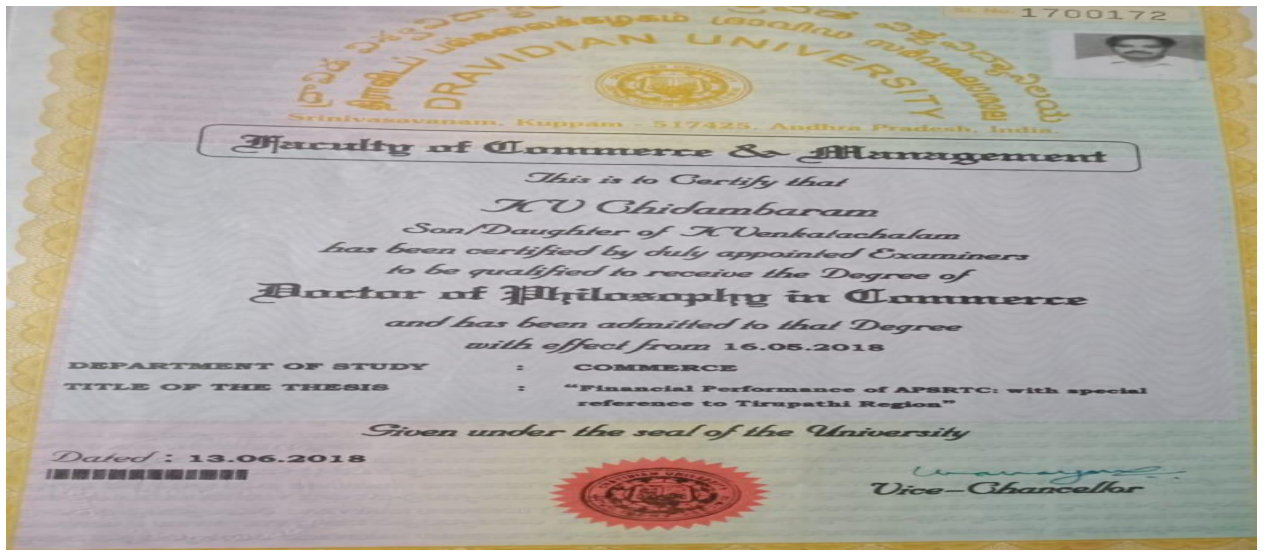 1700172
பல்கலைக்கழகம்
DRAVIDIAN UNIVERSITY
Srinivasavanam, Kuppam - 517425, Andhra Pradesh, India.
Faculty of Commerce & Management
This is to Certify that
K V Chidambaram
Son/Daughter of K Venkatachalam
has been certified by duly appointed Examiners
to be qualified to receive the Degree of
Doctor of Philosophy in Commerce
and has been admitted to that Degree
with effect from 16.05.2018
DEPARTMENT OF STUDY : COMMERCE
TITLE OF THE THESIS : "Financial Performance of APSRTC: with special
reference to Tirupathi Region"
Given under the seal of the University
Dated : 13.06.2018
Vice-Chancellor